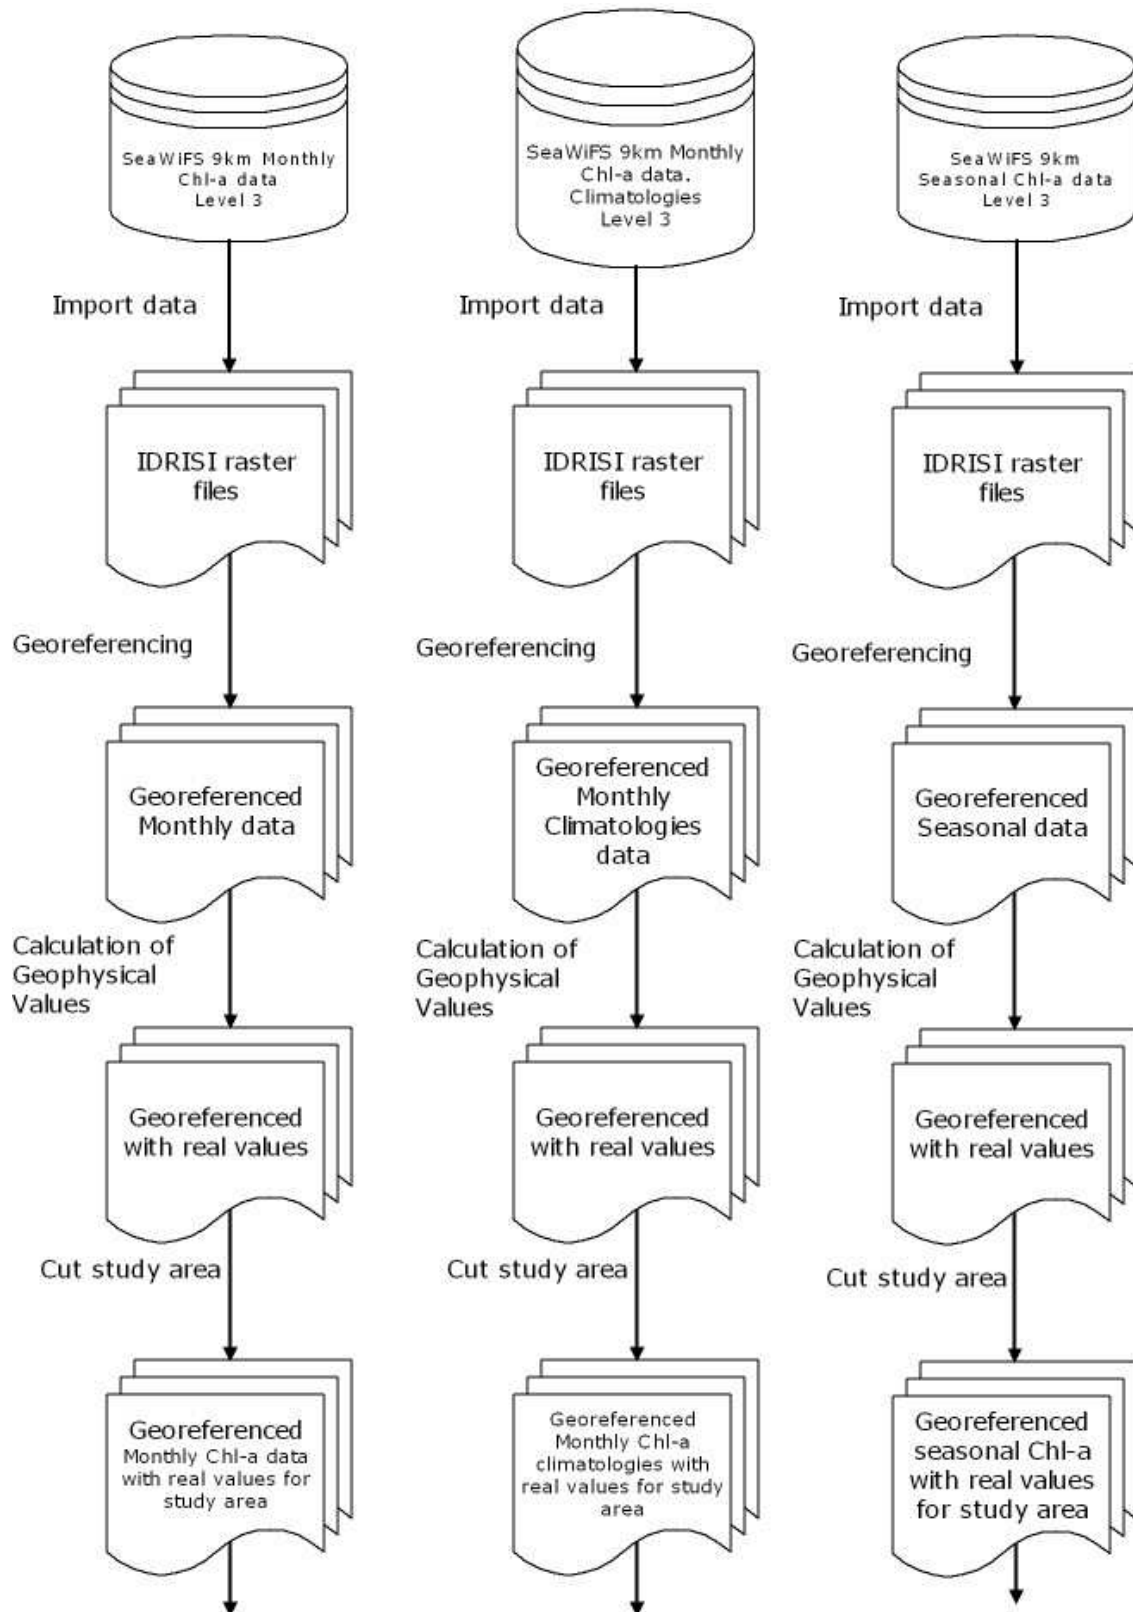 SeaWiFS 9km Monthly
Chl-a data
Level 3
SeaWiFS 9km Monthly
Chl-a data.
Climatologies
Level 3
SeaWiFS 9km
Seasonal Chl-a data
Level 3
Import data
Import data
Import data
IDRISI raster
files
IDRISI raster
files
IDRISI raster
files
Georeferencing
Georeferencing
Georeferencing
Georeferenced
Monthly data
Georeferenced
Monthly
Climatologies
data
Georeferenced
Seasonal data
Calculation of
Geophysical
Values
Calculation of
Geophysical
Values
Calculation of
Geophysical
Values
Georeferenced
with real values
Georeferenced
with real values
Georeferenced
with real values
Cut study area
Cut study area
Cut study area
Georeferenced
Monthly Chl-a data
with real values for
study area
Georeferenced
Monthly Chl-a
climatologies with
real values for study
area
Georeferenced
seasonal Chl-a
with real values
for study area